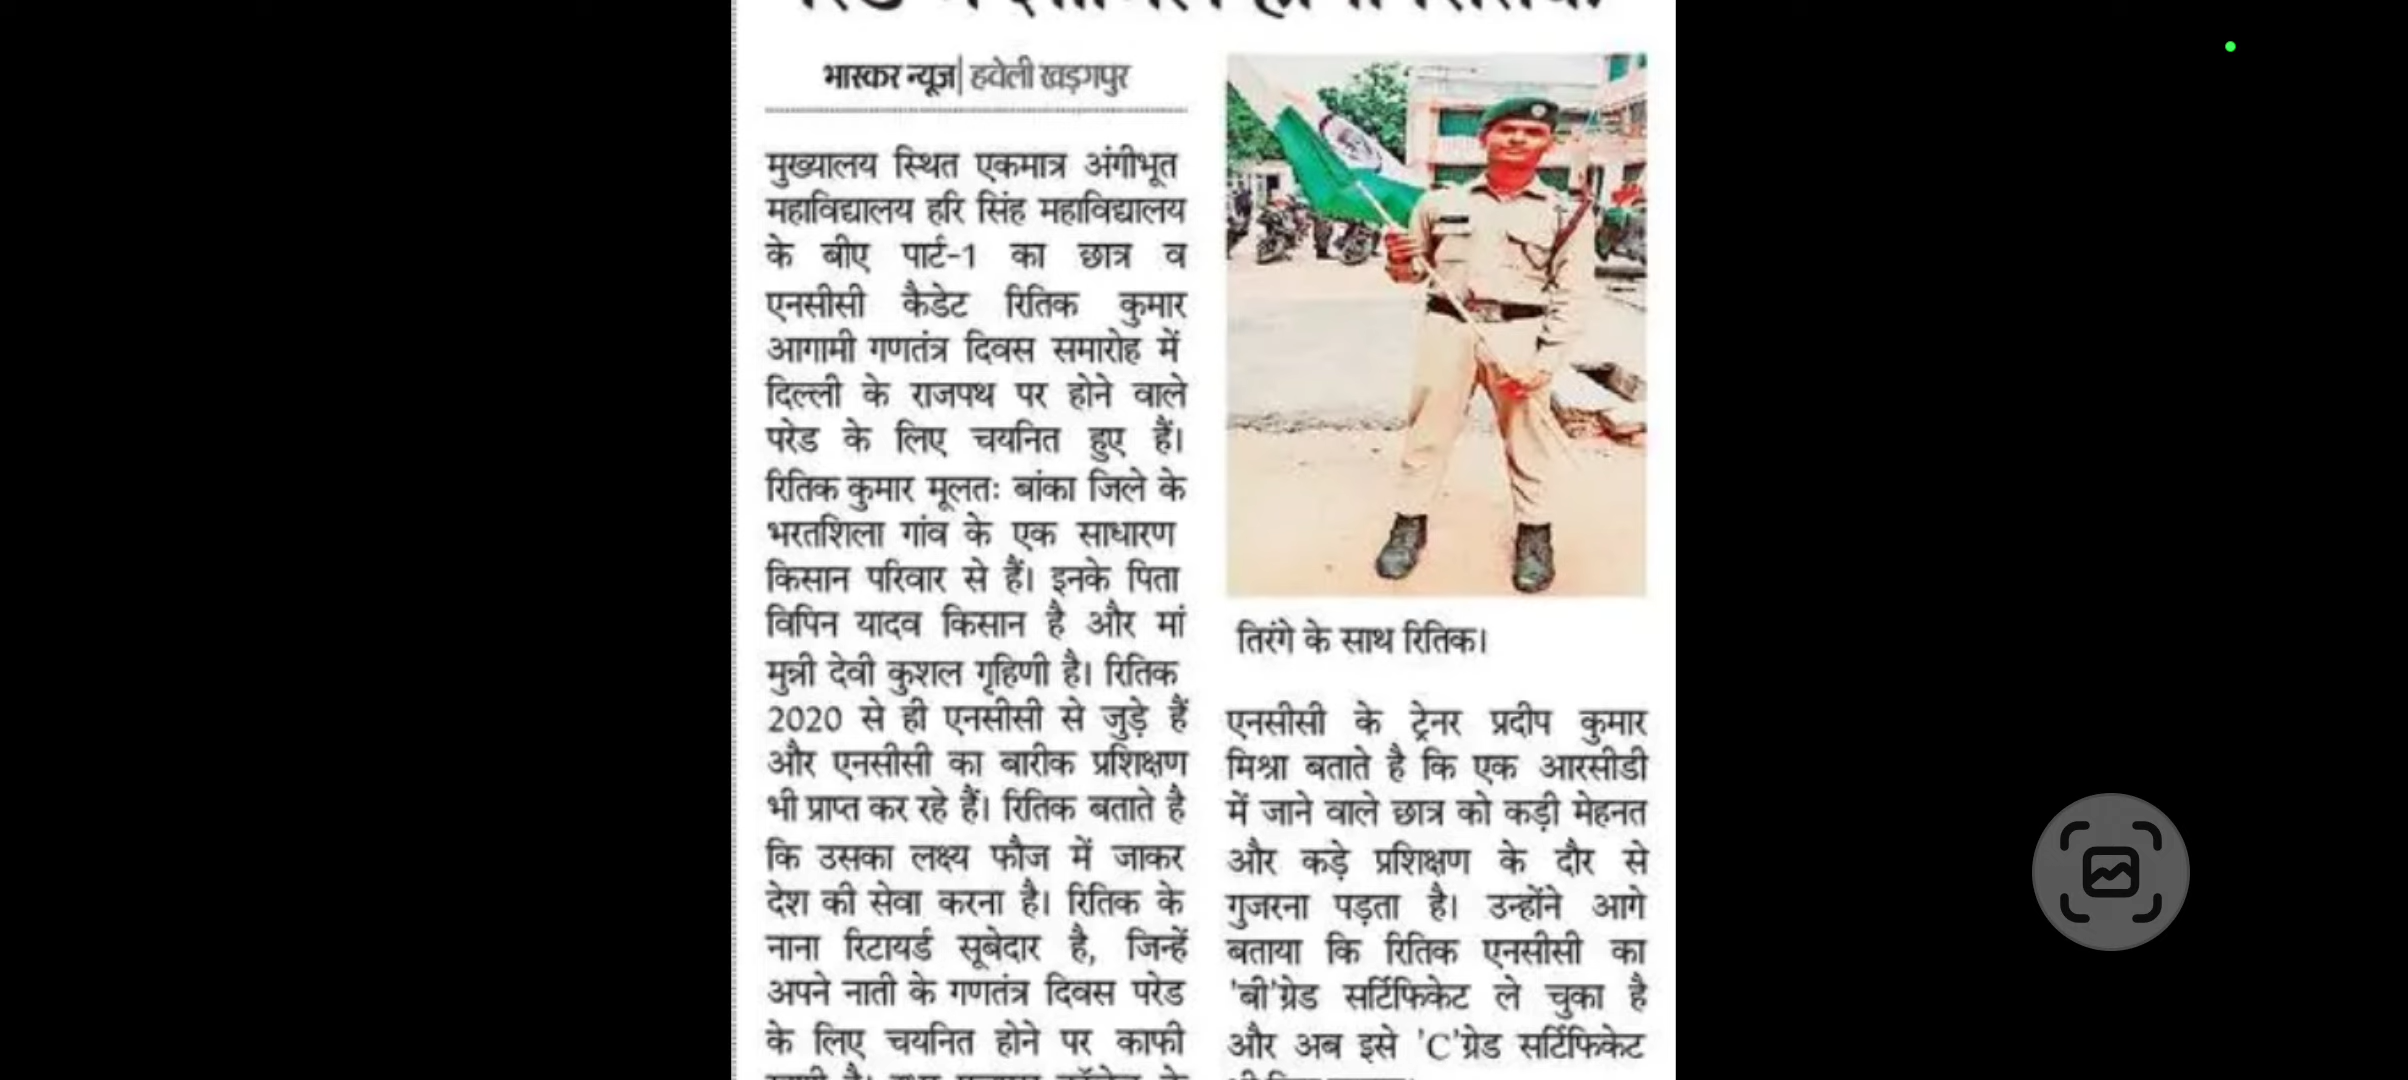 भास्कर न्यूज| हवेली खड़गपुर
मुख्यालय स्थित एकमात्र अंगीभूत
महाविद्यालय हरि सिंह महाविद्यालय
के बीए पार्ट-1 का छात्र व
एनसीसी कैडेट रितिक कुमार
आगामी गणतंत्र दिवस समारोह में
दिल्ली के राजपथ पर होने वाले
परेड के लिए चयनित हुए हैं।
रितिक कुमार मूलतः बांका जिले के
भरतशिला गांव के एक साधारण
किसान परिवार से हैं। इनके पिता
विपिन यादव किसान है और मां
मुन्नी देवी कुशल गृहिणी है। रितिक
2020 से ही एनसीसी से जुड़े हैं
और एनसीसी का बारीक प्रशिक्षण
भी प्राप्त कर रहे हैं। रितिक बताते है
कि उसका लक्ष्य फौज में जाकर
देश की सेवा करना है। रितिक के
नाना रिटायर्ड सूबेदार है, जिन्हें
अपने नाती के गणतंत्र दिवस परेड
के लिए चयनित होने पर काफी
तिरंगे के साथ रितिक।
एनसीसी के ट्रेनर प्रदीप कुमार
मिश्रा बताते है कि एक आरसीडी
में जाने वाले छात्र को कड़ी मेहनत
और कड़े प्रशिक्षण के दौर से
गुजरना पड़ता है। उन्होंने आगे
बताया कि रितिक एनसीसी का
'बी'ग्रेड सर्टिफिकेट ले चुका है
और अब इसे 'C'ग्रेड सर्टिफिकेट